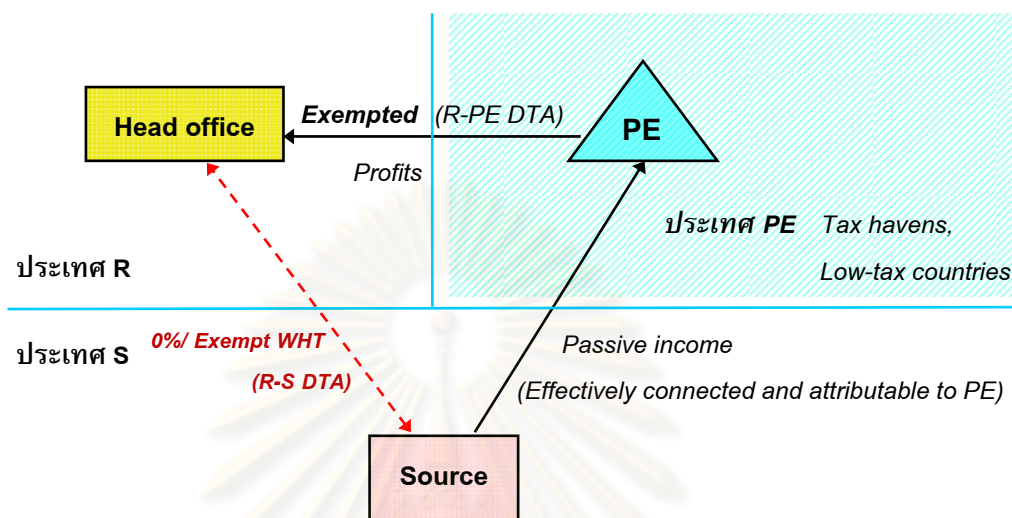 Head office
Exempted (R-PE DTA)
PE
Profits
ประเทศ PE Tax havens,
Low-tax countries
ประเทศ R
ประเทศ S
0%/ Exempt WHT
(R-S DTA)
Passive income
(Effectively connected and attributable to PE)
Source